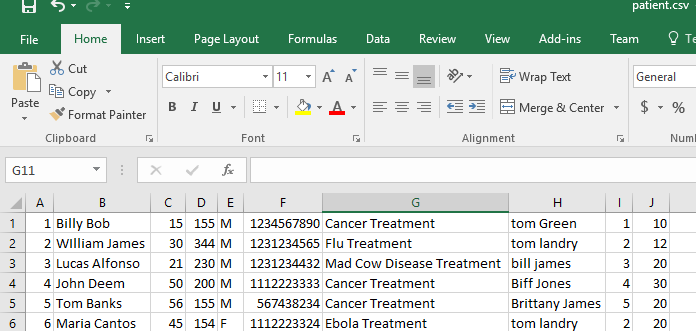 patient.csv
File Home Insert Page Layout Formulas Data Review View Add-ins Team
Cut
Calibri 11 A A Wrap Text General
Paste Copy
Format Painter B I U A Merge & Center $ %
Clipboard Font Alignment
G11 fx
A B C D E F G H I J
1 1 Billy Bob 15 155 M 1234567890 Cancer Treatment tom Green 1 10
2 2 WIlliam James 30 344 M 1231234565 Flu Treatment tom landry 2 12
3 3 Lucas Alfonso 21 230 M 1231234432 Mad Cow Disease Treatment bill james 3 20
4 4 John Deem 50 200 M 1112223333 Cancer Treatment Biff Jones 4 30
5 5 Tom Banks 56 155 M 567438234 Cancer Treatment Brittany James 5 20
6 6 Maria Cantos 45 154 F 1112223324 Ebola Treatment tom landry 2 20